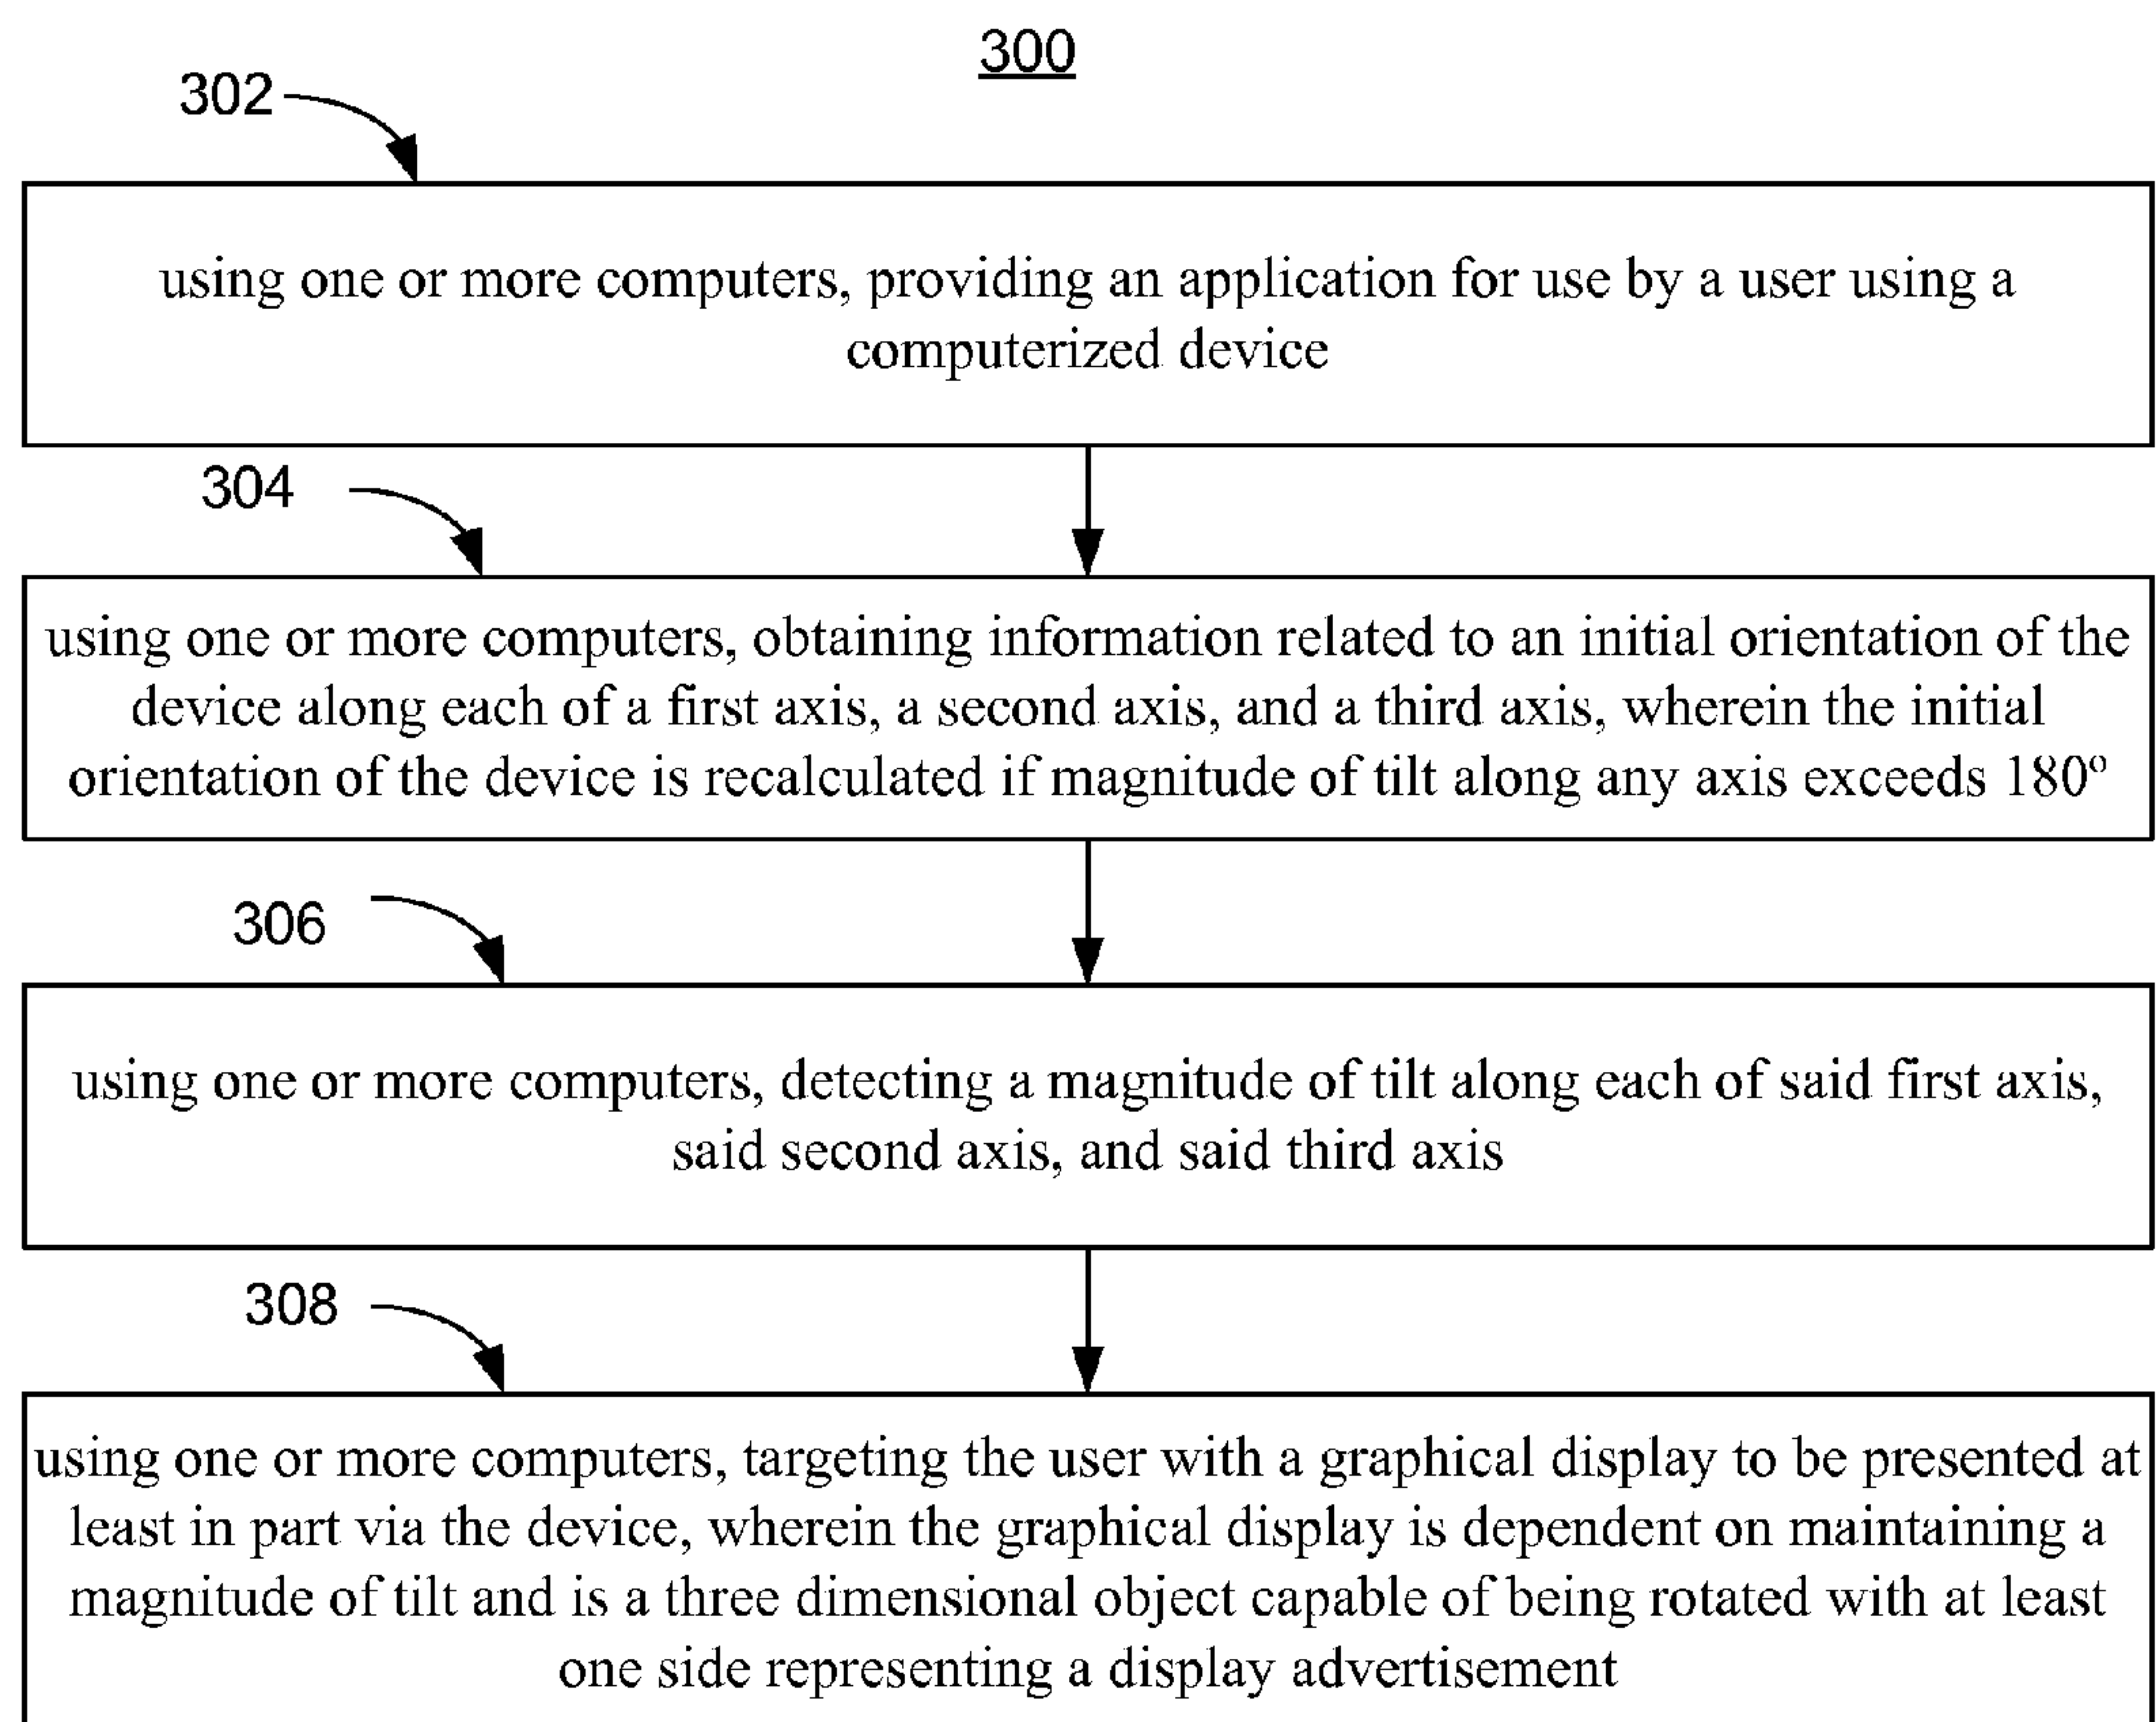 300
302
using one or more computers, providing an application for use by a user using a
computerized device
304
using one or more computers, obtaining information related to an initial orientation of the
device along each of a first axis, a second axis, and a third axis, wherein the initial
orientation of the device is recalculated if magnitude of tilt along any axis exceeds 180º
306
using one or more computers, detecting a magnitude of tilt along each of said first axis,
said second axis, and said third axis
308
using one or more computers, targeting the user with a graphical display to be presented at
least in part via the device, wherein the graphical display is dependent on maintaining a
magnitude of tilt and is a three dimensional object capable of being rotated with at least
one side representing a display advertisement